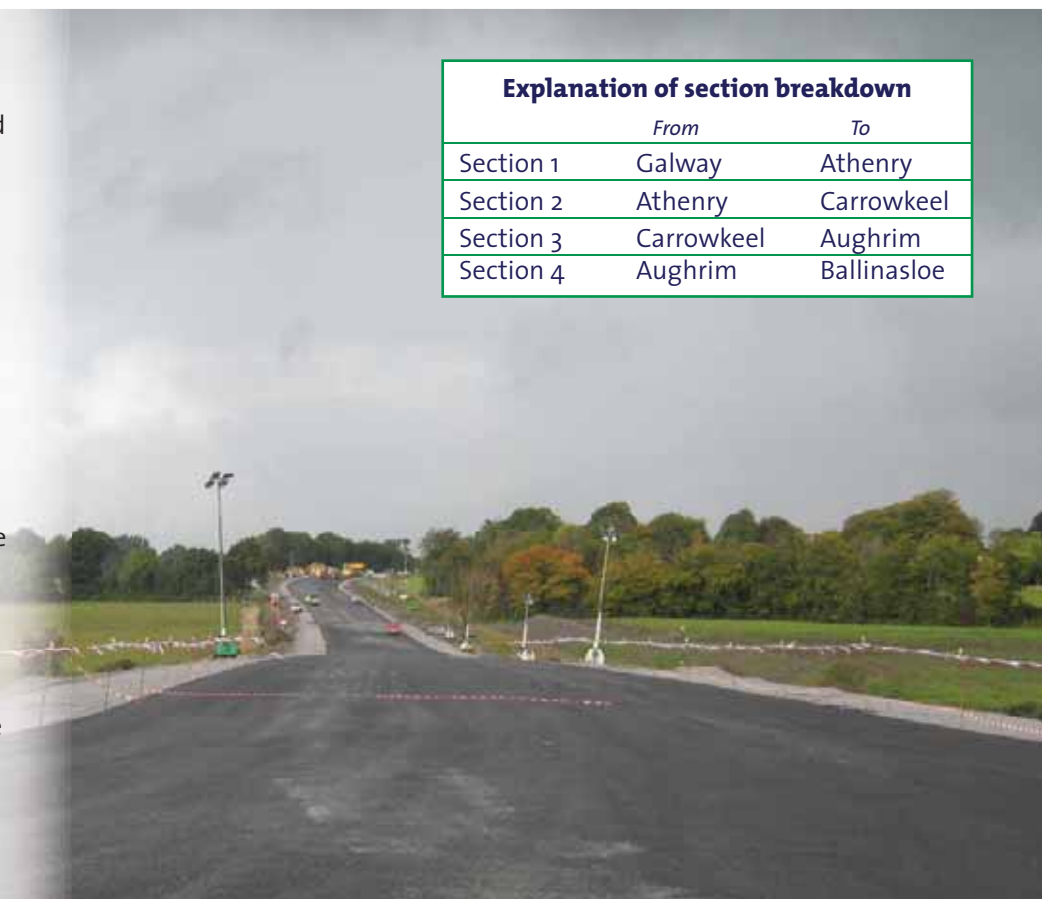 Explanation of section breakdown
From To
Section 1 Galway Athenry
Section 2 Athenry Carrowkeel
Section 3 Carrowkeel Aughrim
Section 4 Aughrim Ballinasloe